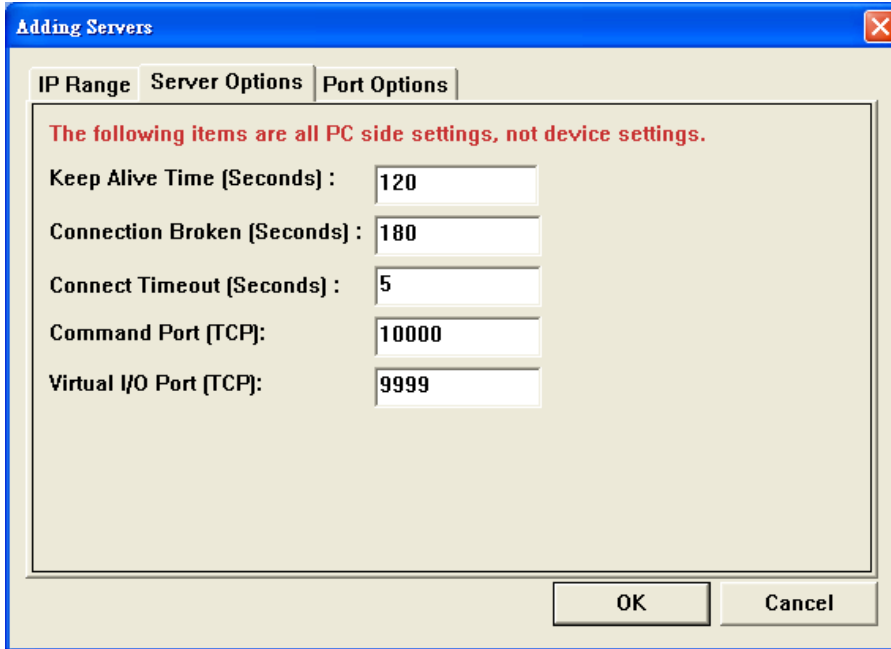 Adding Servers
IP Range Server Options Port Options
The following items are all PC side settings, not device settings.
Keep Alive Time (Seconds) : 120
Connection Broken (Seconds) : 180
Connect Timeout (Seconds) : 5
Command Port (TCP): 10000
Virtual I/O Port (TCP): 9999
OK Cancel